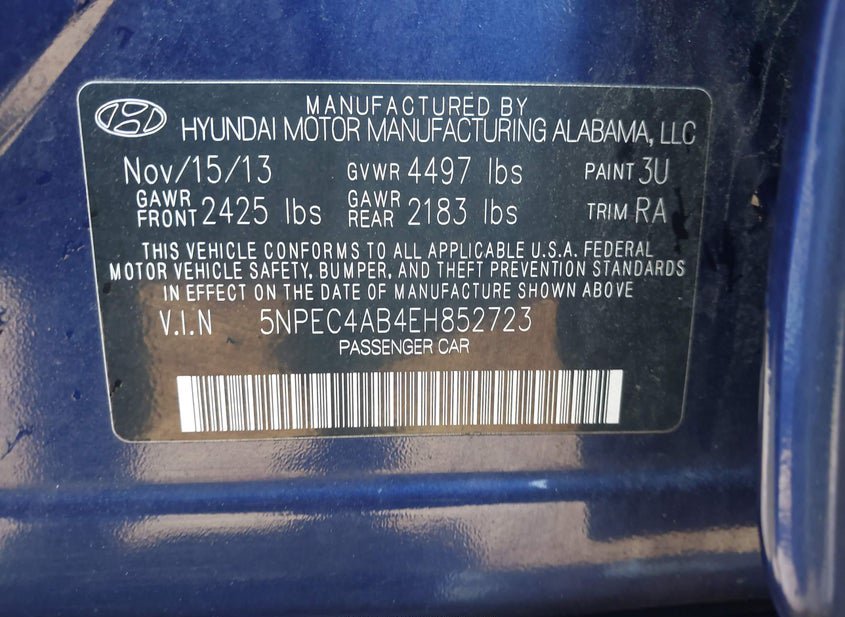 MANUFACTURED BY
HYUNDAI MOTOR MANUFACTURING ALABAMA, LLC
Nov/15/13 GVWR 4497 lbs PAINT 3U
GAWR FRONT 2425 lbs GAWR REAR 2183 lbs TRIM RA
THIS VEHICLE CONFORMS TO ALL APPLICABLE U.S.A. FEDERAL
MOTOR VEHICLE SAFETY, BUMPER, AND THEFT PREVENTION STANDARDS
IN EFFECT ON THE DATE OF MANUFACTURE SHOWN ABOVE
V.I.N 5NPEC4AB4EH852723
PASSENGER CAR